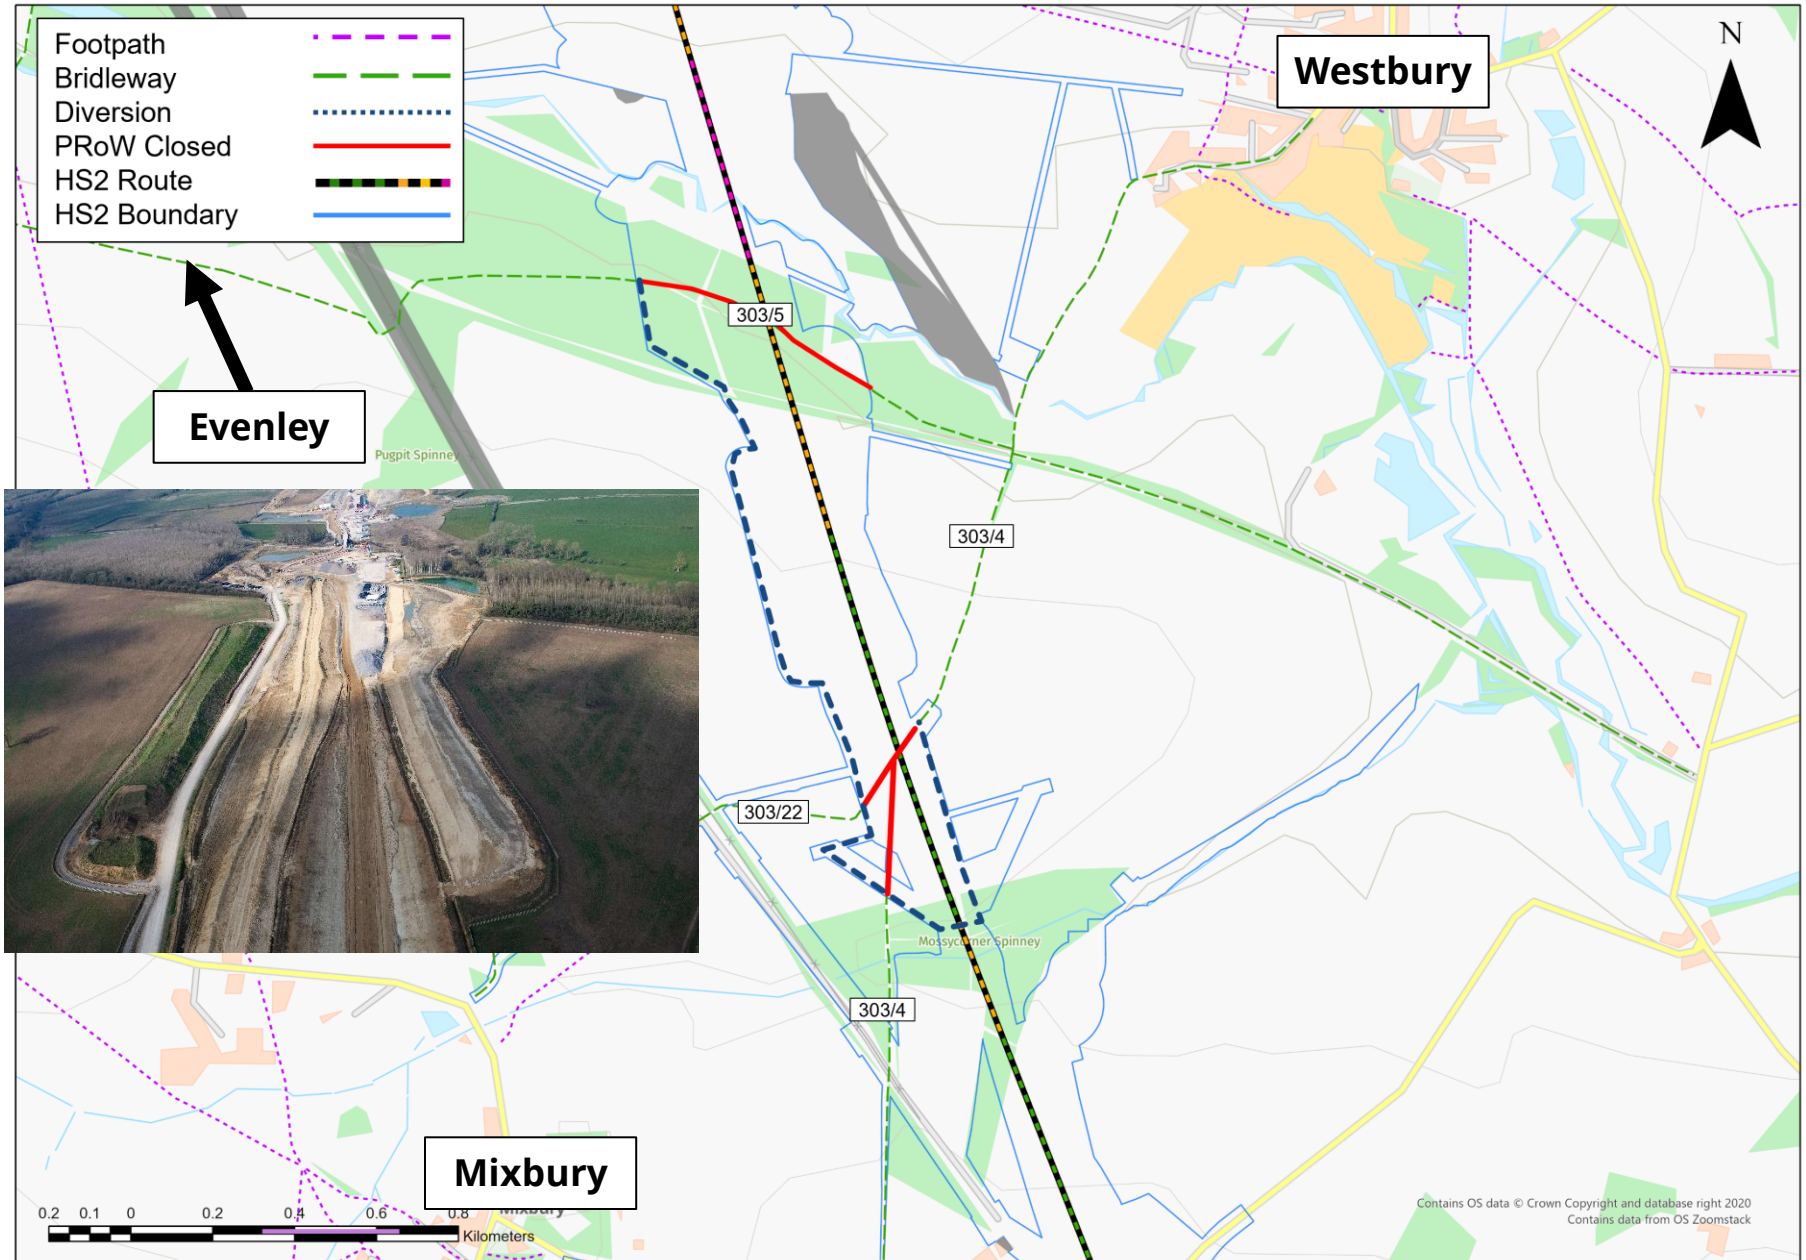 Footpath
Bridleway
Diversion
PRoW Closed
HS2 Route
HS2 Boundary
Westbury
N
303/5
Evenley
Pugpit Spinney
303/4
303/22
Mossycorner Spinney
303/4
Mixbury
Mixbury
0.2 0.1 0 0.2 0.4 0.6 0.8
Kilometers
Contains OS data © Crown Copyright and database right 2020
Contains data from OS Zoomstack